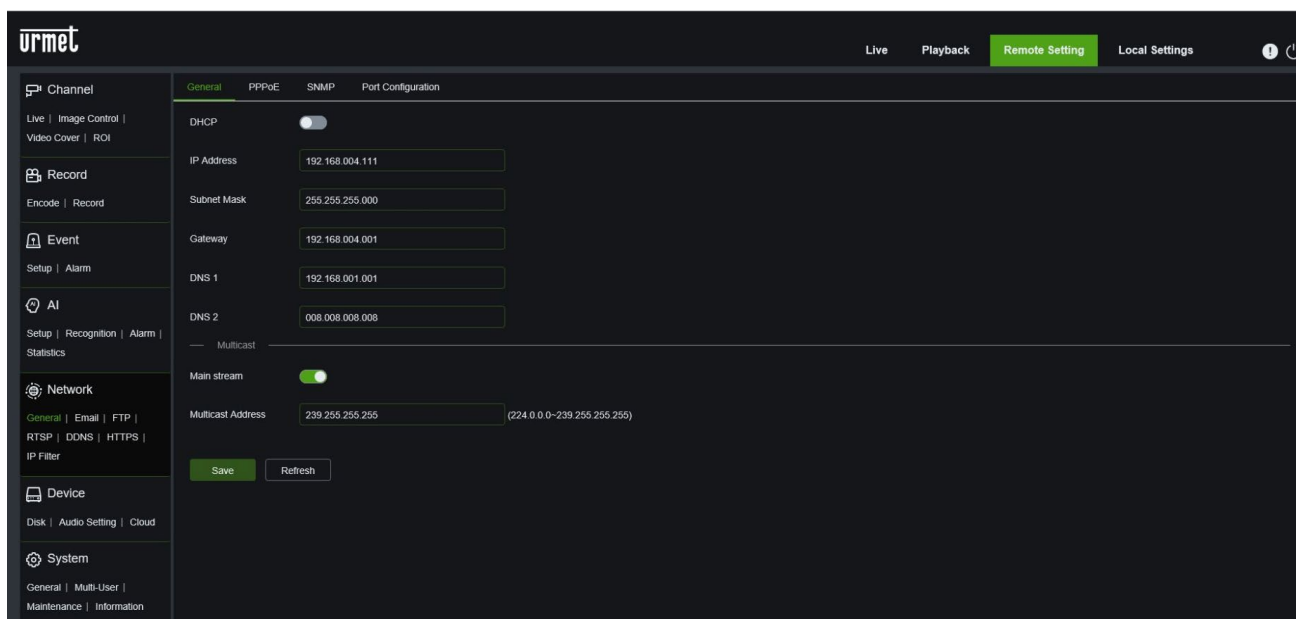 urmet
Live Playback Remote Setting Local Settings
Channel
Live | Image Control |
Video Cover | ROI
Record
Encode | Record
Event
Setup | Alarm
AI
Setup | Recognition | Alarm |
Statistics
Network
General | Email | FTP |
RTSP | DDNS | HTTPS |
IP Filter
Device
Disk | Audio Setting | Cloud
System
General | Multi-User |
Maintenance | Information
General PPPoE SNMP Port Configuration
DHCP
IP Address 192.168.004.111
Subnet Mask 255.255.255.000
Gateway 192.168.004.001
DNS 1 192.168.001.001
DNS 2 008.008.008.008
Multicast
Main stream
Multicast Address 239.255.255.255 (224.0.0.0~239.255.255.255)
Save Refresh